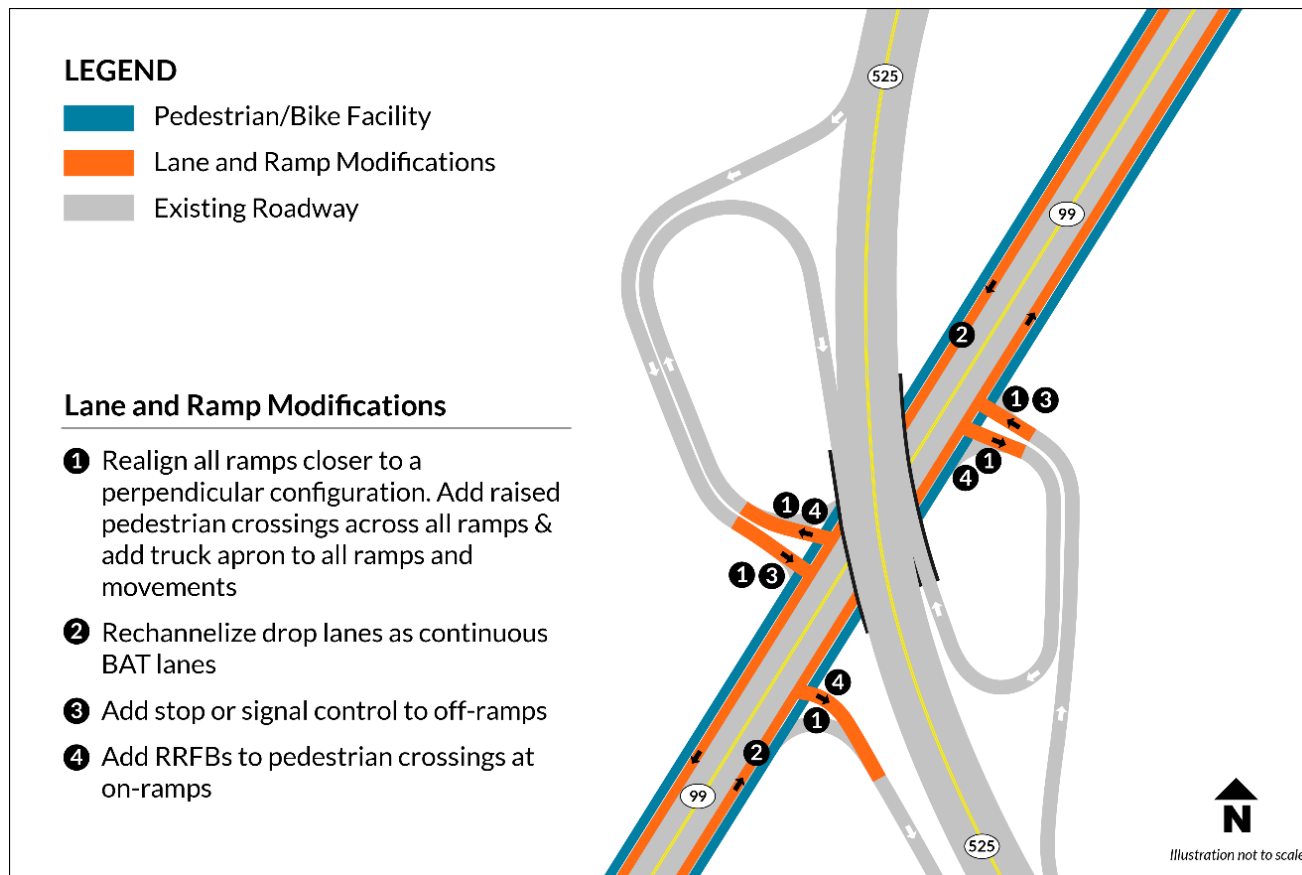 LEGEND
Pedestrian/Bike Facility
Lane and Ramp Modifications
Existing Roadway
Lane and Ramp Modifications
1 Realign all ramps closer to a
perpendicular configuration. Add raised
pedestrian crossings across all ramps &
add truck apron to all ramps and
movements
2 Rechannelize drop lanes as continuous
BAT lanes
3 Add stop or signal control to off-ramps
4 Add RRFBs to pedestrian crossings at
on-ramps
525
99
2
1 3
4 1
1 4
1 3
4
1
2
99
525
N
Illustration not to scale